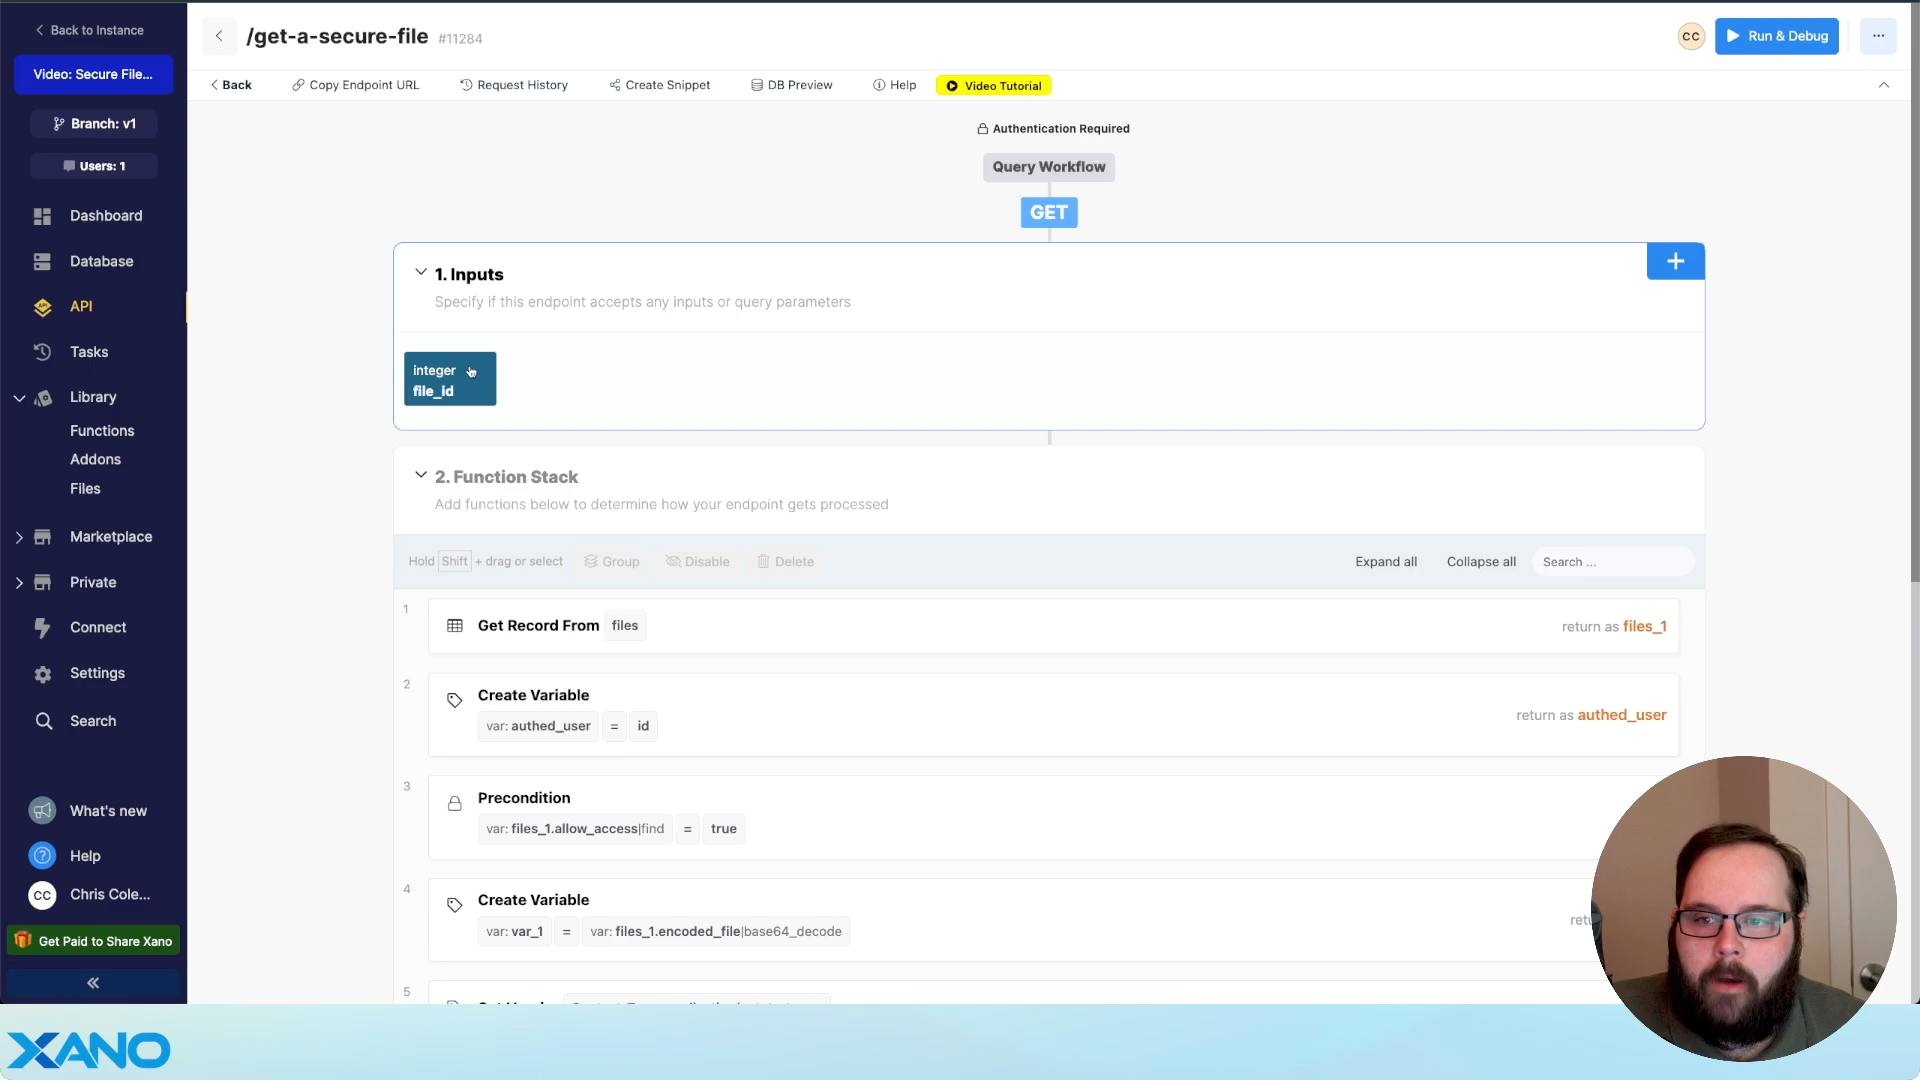 Back to Instance
/get-a-secure-file #11284
CC
Run & Debug
Video: Secure File...
Back
Copy Endpoint URL
Request History
Create Snippet
DB Preview
Help
Video Tutorial
Branch: v1
Users: 1
Authentication Required
Query Workflow
GET
Dashboard
Database
API
Tasks
Library
Functions
Addons
Files
Marketplace
Private
Connect
Settings
Search
What's new
Help
CC Chris Cole...
Get Paid to Share Xano
1. Inputs
Specify if this endpoint accepts any inputs or query parameters
integer
file_id
2. Function Stack
Add functions below to determine how your endpoint gets processed
Hold Shift + drag or select
Group
Disable
Delete
Expand all
Collapse all
Search ...
1
Get Record From files
return as files_1
2
Create Variable
var: authed_user = id
return as authed_user
3
Precondition
var: files_1.allow_access|find = true
4
Create Variable
var: var_1 = var: files_1.encoded_file|base64_decode
5
XANO